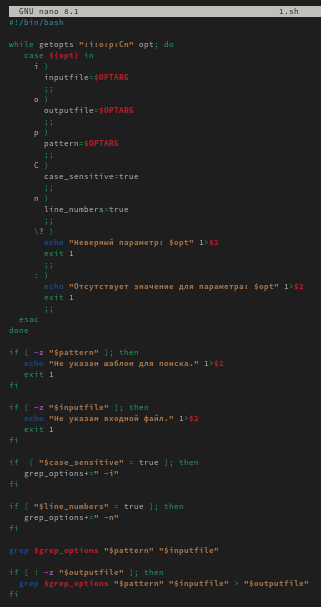 GNU nano 8.1 1.sh
#!/bin/bash
while getopts ":i:o:p:Cn" opt; do
case ${opt} in
i )
inputfile=$OPTARG
;;
o )
outputfile=$OPTARG
;;
p )
pattern=$OPTARG
;;
C )
case_sensitive=true
;;
n )
line_numbers=true
;;
\? )
echo "Неверный параметр: $opt" 1>$2
exit 1
;;
: )
echo "Отсутствует значение для параметра: $opt" 1>$2
exit 1
;;
esac
done
if [ -z "$pattern" ]; then
echo "Не указан шаблон для поиска." 1>$2
exit 1
fi
if [ -z "$inputfile" ]; then
echo "Не указан входной файл." 1>$2
exit 1
fi
if [ "$case_sensitive" = true ]; then
grep_options+=" -i"
fi
if [ "$line_numbers" = true ]; then
grep_options+=" -n"
fi
grep $grep_options "$pattern" "$inputfile"
if [ ! -z "$outputfile" ]; then
grep $grep_options "$pattern" "$inputfile" > "$outputfile"
fi